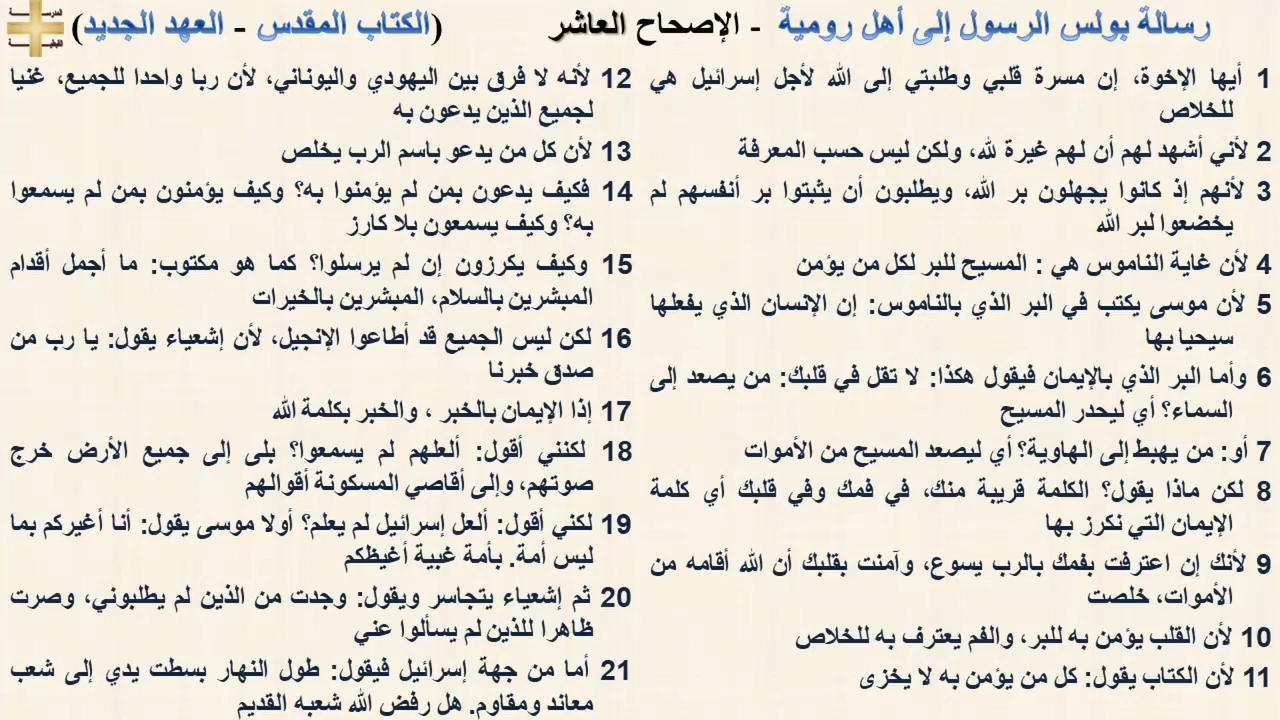 رسالة بولس الرسول إلى أهل رومية - الإصحاح العاشر (الكتاب المقدس - العهد الجديد)
1 أيها الإخوة، إن مسرة قلبي وطلبتي إلى الله لأجل إسرائيل هي
للخلاص
2 لأني أشهد لهم أن لهم غيرة لله، ولكن ليس حسب المعرفة
3 لأنهم إذ كانوا يجهلون بر الله، ويطلبون أن يثبتوا بر أنفسهم لم
يخضعوا لبر الله
4 لأن غاية الناموس هي : المسيح للبر لكل من يؤمن
5 لأن موسى يكتب في البر الذي بالناموس: إن الإنسان الذي يفعلها
سيحيا بها
6 وأما البر الذي بالإيمان فيقول هكذا: لا تقل في قلبك: من يصعد إلى
السماء؟ أي ليحدر المسيح
7 أو: من يهبط إلى الهاوية؟ أي ليصعد المسيح من الأموات
8 لكن ماذا يقول؟ الكلمة قريبة منك، في فمك وفي قلبك أي كلمة
الإيمان التي نكرز بها
9 لأنك إن اعترفت بفمك بالرب يسوع، وآمنت بقلبك أن الله أقامه من
الأموات، خلصت
10 لأن القلب يؤمن به للبر، والفم يعترف به للخلاص
11 لأن الكتاب يقول: كل من يؤمن به لا يخزى
12 لأنه لا فرق بين اليهودي واليوناني، لأن ربا واحدا للجميع، غنيا
لجميع الذين يدعون به
13 لأن كل من يدعو باسم الرب يخلص
14 فكيف يدعون بمن لم يؤمنوا به؟ وكيف يؤمنون بمن لم يسمعوا
به؟ وكيف يسمعون بلا كارز
15 وكيف يكرزون إن لم يرسلوا؟ كما هو مكتوب: ما أجمل أقدام
المبشرين بالسلام، المبشرين بالخيرات
16 لكن ليس الجميع قد أطاعوا الإنجيل، لأن إشعياء يقول: يا رب من
صدق خبرنا
17 إذا الإيمان بالخبر ، والخبر بكلمة الله
18 لكنني أقول: ألعلهم لم يسمعوا؟ بلى إلى جميع الأرض خرج
صوتهم، وإلى أقاصي المسكونة أقوالهم
19 لكني أقول: ألعل إسرائيل لم يعلم؟ أولا موسى يقول: أنا أغيركم بما
ليس أمة. بأمة غبية أغيظكم
20 ثم إشعياء يتجاسر ويقول: وجدت من الذين لم يطلبوني، وصرت
ظاهرا للذين لم يسألوا عني
21 أما من جهة إسرائيل فيقول: طول النهار بسطت يدي إلى شعب
معاند ومقاوم. هل رفض الله شعبه القديم